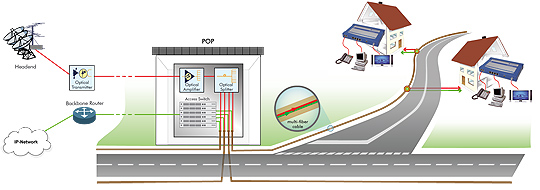 POP
Headend
Optical
Transmitter
Optical
Amplifier
Optical
Splitter
Backbone Router
Access Switch
IP-Network
multi-fiber
cable